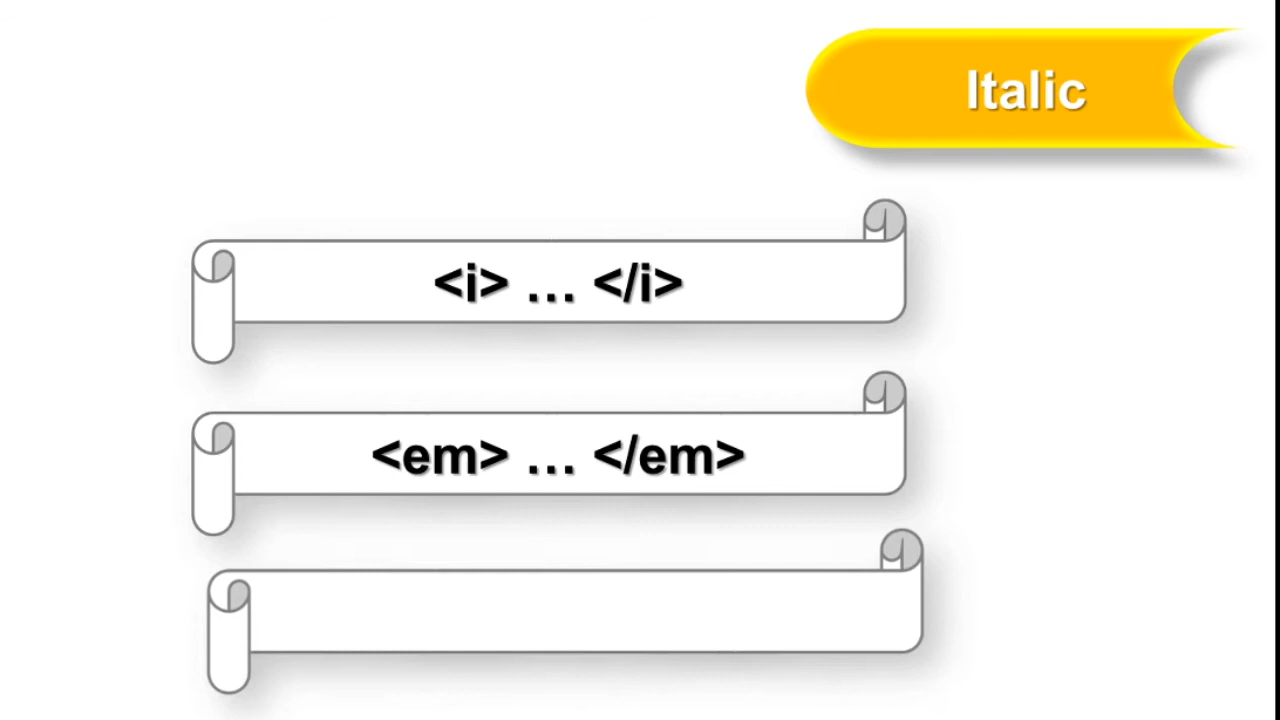 Italic
<i> … </i>
<em> … </em>